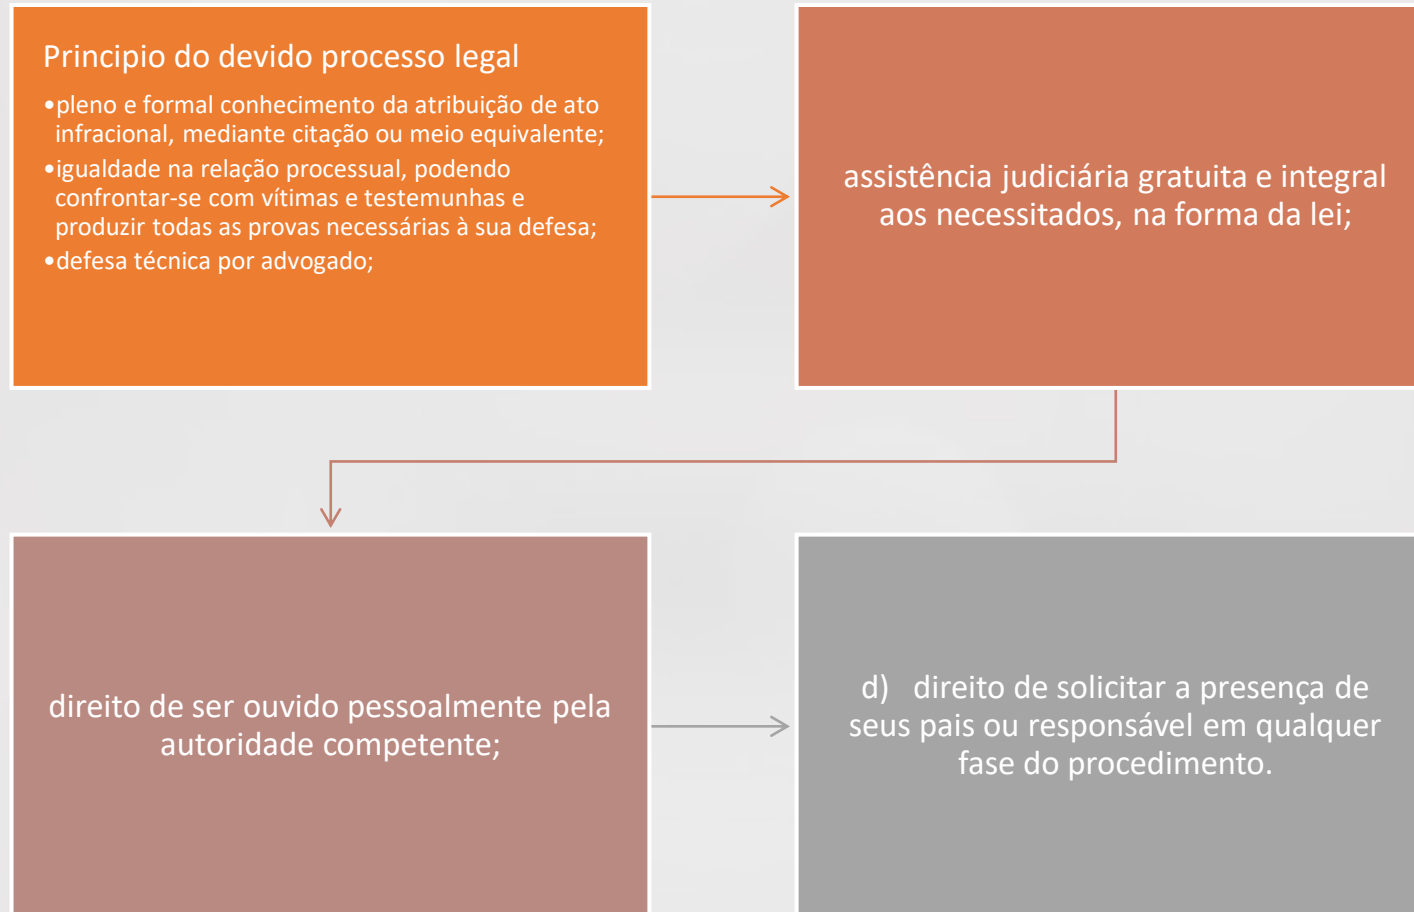 Principio do devido processo legal
•pleno e formal conhecimento da atribuição de ato
infracional, mediante citação ou meio equivalente;
•igualdade na relação processual, podendo
confrontar-se com vítimas e testemunhas e
produzir todas as provas necessárias à sua defesa;
•defesa técnica por advogado;
assistência judiciária gratuita e integral
aos necessitados, na forma da lei;
direito de ser ouvido pessoalmente pela
autoridade competente;
d) direito de solicitar a presença de
seus pais ou responsável em qualquer
fase do procedimento.